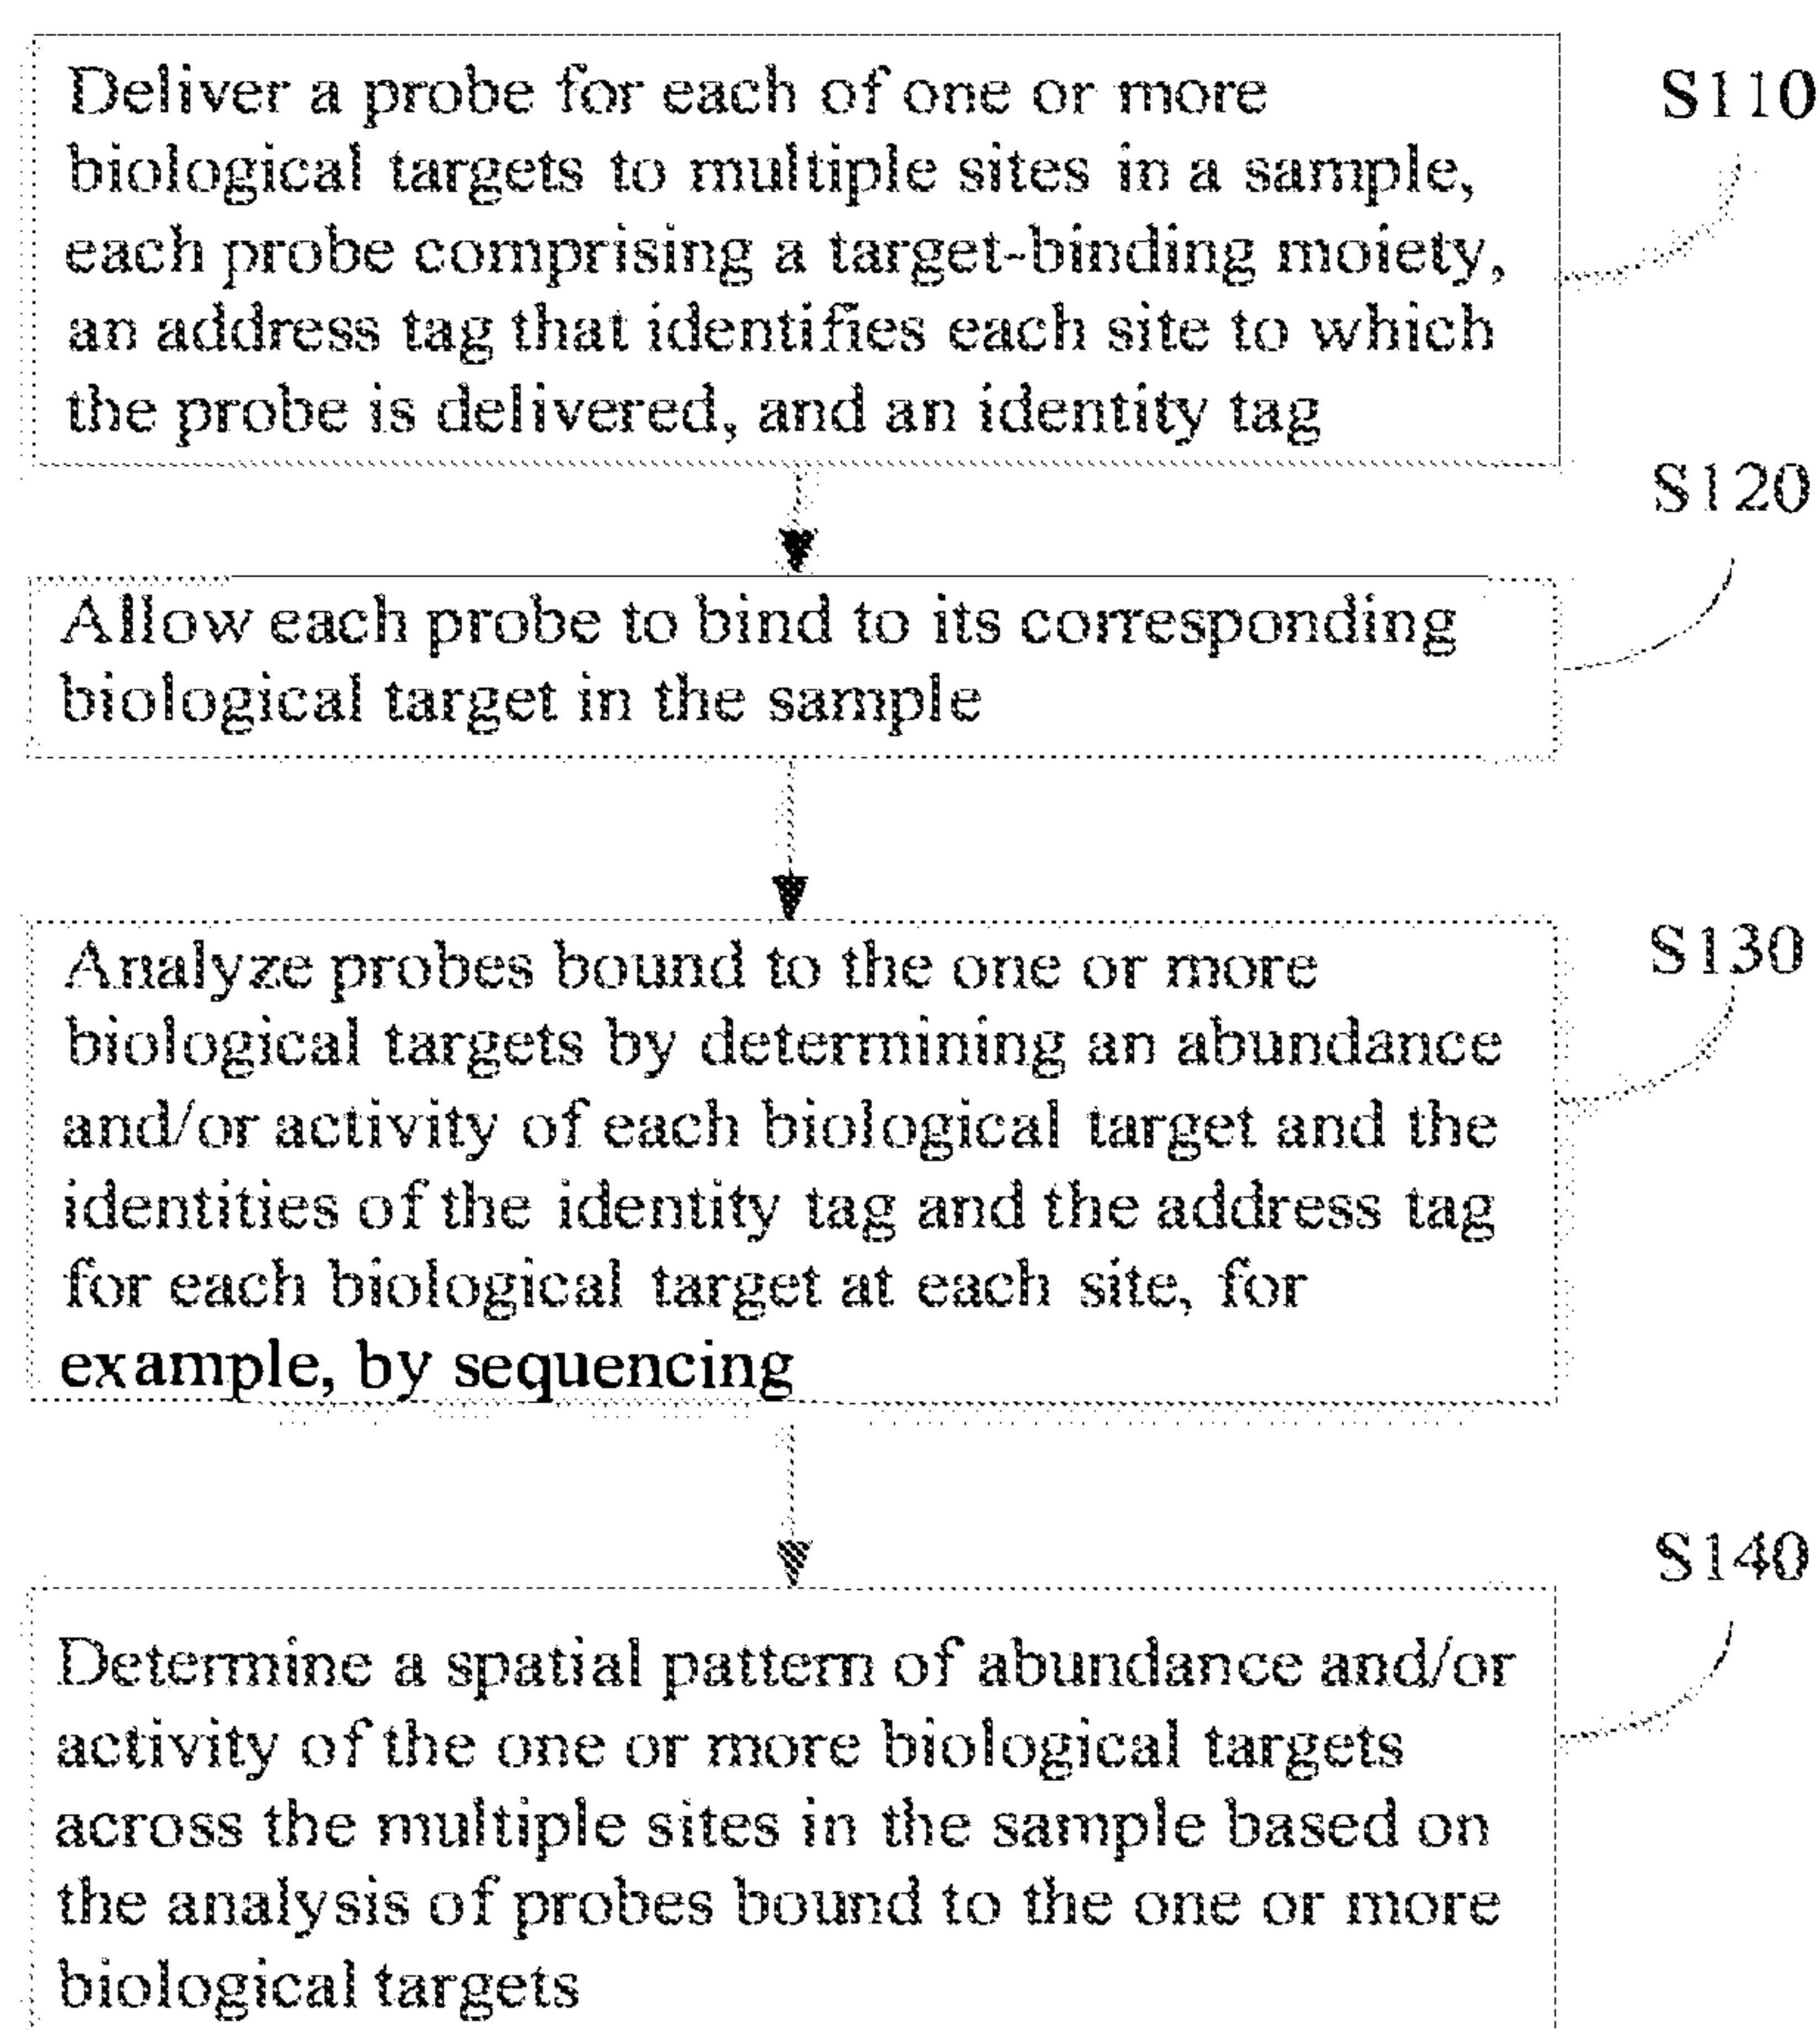 Deliver a probe for each of one or more
S110
biological targets to multiple sites in a sample,
each probe comprising a target-binding moiety,
an address tag that identifies each site to which
the probe is delivered, and an identity tag
S120
Allow each probe to bind to its corresponding
biological target in the sample
S130
Analyze probes bound to the one or more
biological targets by determining an abundance
and/or activity of each biological target and the
identities of the identity tag and the address tag
for each biological target at each site, for
example, by sequencing
S140
Determine a spatial pattern of abundance and/or
activity of the one or more biological targets
across the multiple sites in the sample based on
the analysis of probes bound to the one or more
biological targets